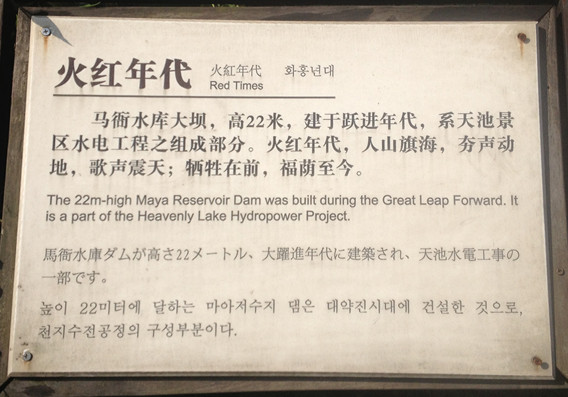 火红年代 火紅年代 화홍년대
Red Times
马衙水库大坝，高22米，建于跃进年代，系天池景
区水电工程之组成部分。火红年代，人山旗海，夯声动
地，歌声震天；牺牲在前，福荫至今。
The 22m-high Maya Reservoir Dam was built during the Great Leap Forward. It
is a part of the Heavenly Lake Hydropower Project.
馬衙水庫ダムが高さ22メートル、大躍進年代に建築され、天池水電工事の
一部です。
높이 22미터에 달하는 마아저수지 댐은 대약진시대에 건설한 것으로,
천지수전공정의 구성부분이다.